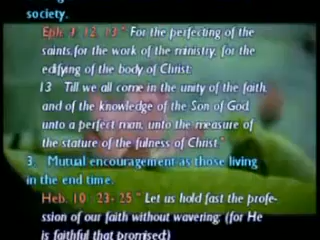 society.
Eph. 4: 12, 13 " For the perfecting of the
saints,for the work of the ministry, for the
edifying of the body of Christ:
13 Till we all come in the unity of the faith,
and of the knowledge of the Son of God,
unto a perfect man, unto the measure of
the stature of the fulness of Christ:"
3. Mutual encouragement as those living
in the end time.
Heb. 10: 23- 25 " Let us hold fast the profe-
ssion of our faith without wavering; (for He
is faithful that promised;)